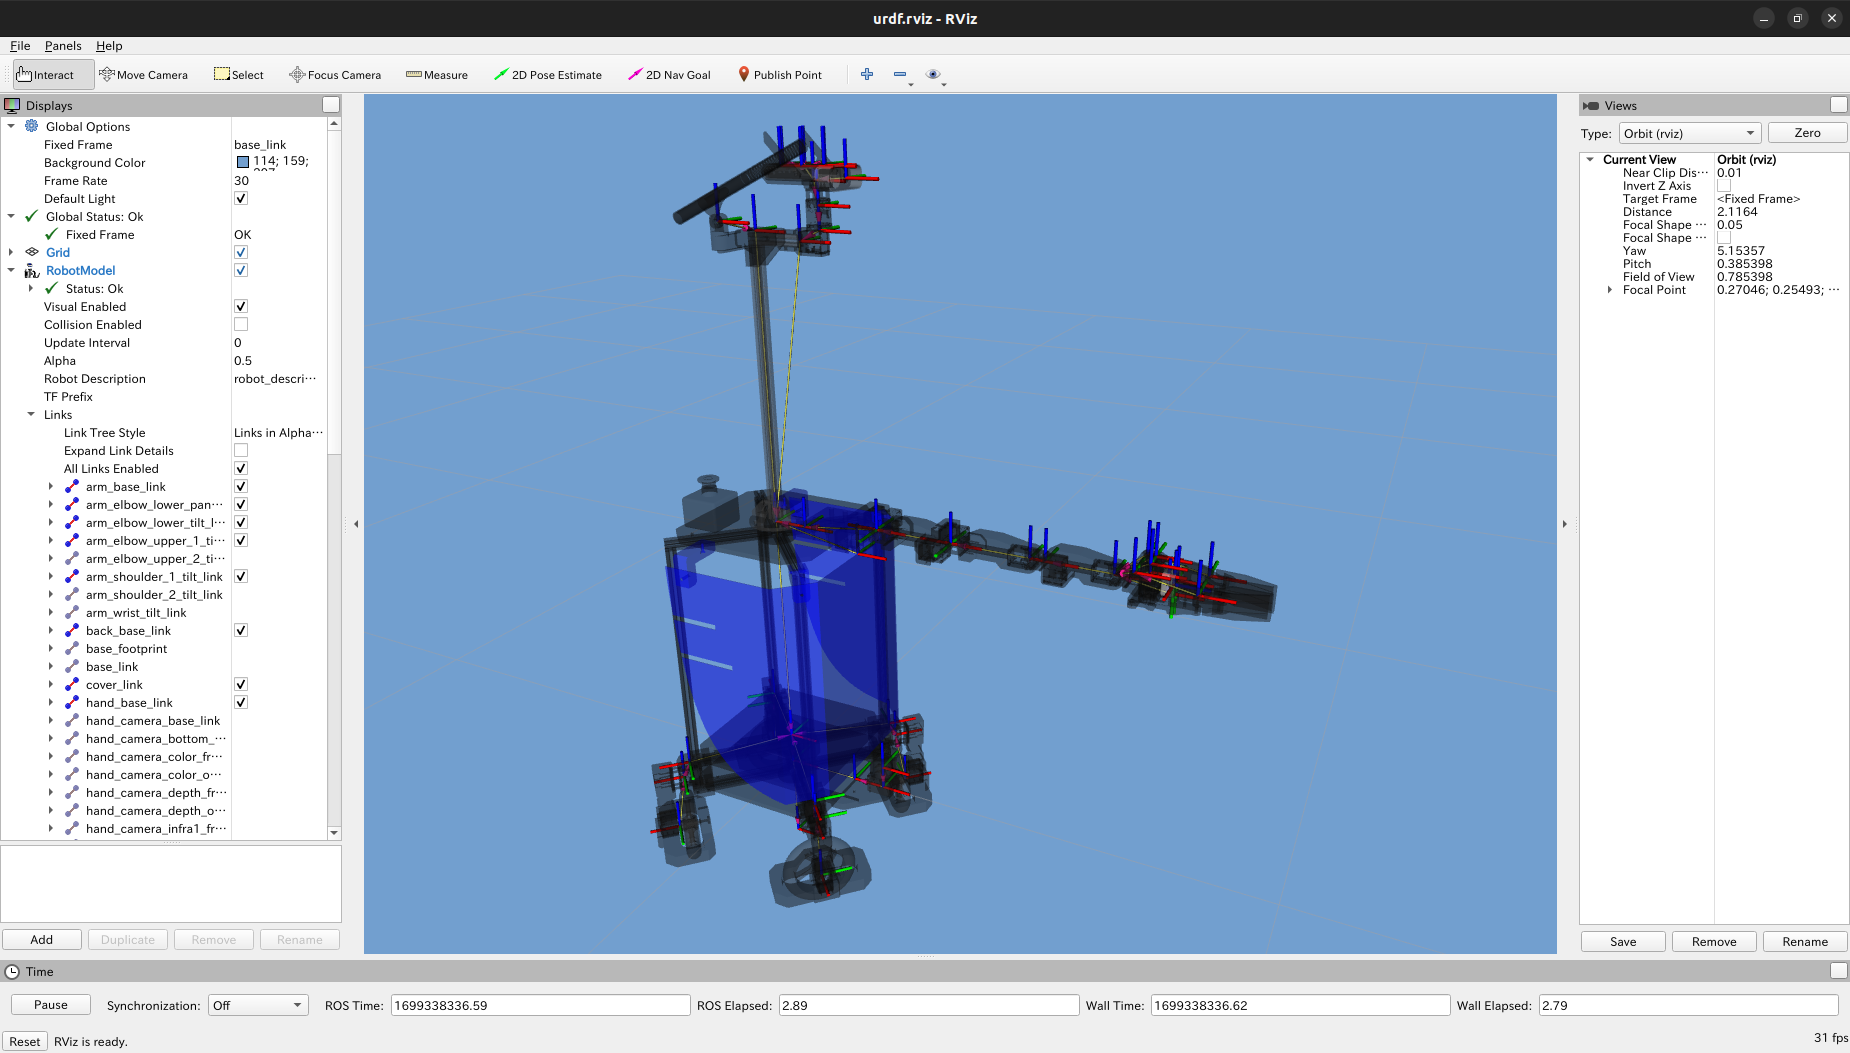 urdf.rviz - RViz
File Panels Help
Interact Move Camera Select Focus Camera Measure 2D Pose Estimate 2D Nav Goal Publish Point
Displays
Global Options
Fixed Frame base_link
Background Color 114; 159;
Frame Rate 30
Default Light
Global Status: Ok
Fixed Frame OK
Grid
RobotModel
Status: Ok
Visual Enabled
Collision Enabled
Update Interval 0
Alpha 0.5
Robot Description robot_descri···
TF Prefix
Links
Link Tree Style Links in Alpha···
Expand Link Details
All Links Enabled
arm_base_link
arm_elbow_lower_pan···
arm_elbow_lower_tilt_l···
arm_elbow_upper_1_ti···
arm_elbow_upper_2_ti···
arm_shoulder_1_tilt_link
arm_shoulder_2_tilt_link
arm_wrist_tilt_link
back_base_link
base_footprint
base_link
cover_link
hand_base_link
hand_camera_base_link
hand_camera_bottom_···
hand_camera_color_fr···
hand_camera_color_o···
hand_camera_depth_fr···
hand_camera_depth_o···
hand_camera_infra1_fr···
Add Duplicate Remove Rename
Views
Type: Orbit (rviz) Zero
Current View Orbit (rviz)
Near Clip Dis··· 0.01
Invert Z Axis
Target Frame <Fixed Frame>
Distance 2.1164
Focal Shape ··· 0.05
Focal Shape ···
Yaw 5.15357
Pitch 0.385398
Field of View 0.785398
Focal Point 0.27046; 0.25493; ···
Save Remove Rename
Time
Pause Synchronization: Off ROS Time: 1699338336.59 ROS Elapsed: 2.89 Wall Time: 1699338336.62 Wall Elapsed: 2.79
Reset RViz is ready. 31 fps